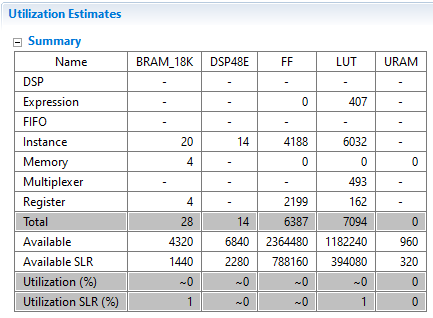 Utilization Estimates
Summary
Name BRAM_18K DSP48E FF LUT URAM
DSP - - - - -
Expression - - 0 407 -
FIFO - - - - -
Instance 20 14 4188 6032 -
Memory 4 - 0 0 0
Multiplexer - - - 493 -
Register 4 - 2199 162 -
Total 28 14 6387 7094 0
Available 4320 6840 2364480 1182240 960
Available SLR 1440 2280 788160 394080 320
Utilization (%) ~0 ~0 ~0 ~0 0
Utilization SLR (%) 1 ~0 ~0 1 0